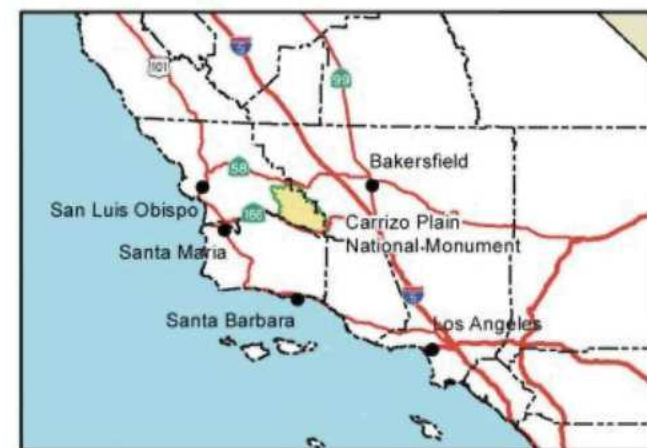 5
101
99
58
Bakersfield
San Luis Obispo
166
Carrizo Plain
National Monument
Santa Maria
5
Santa Barbara
Los Angeles